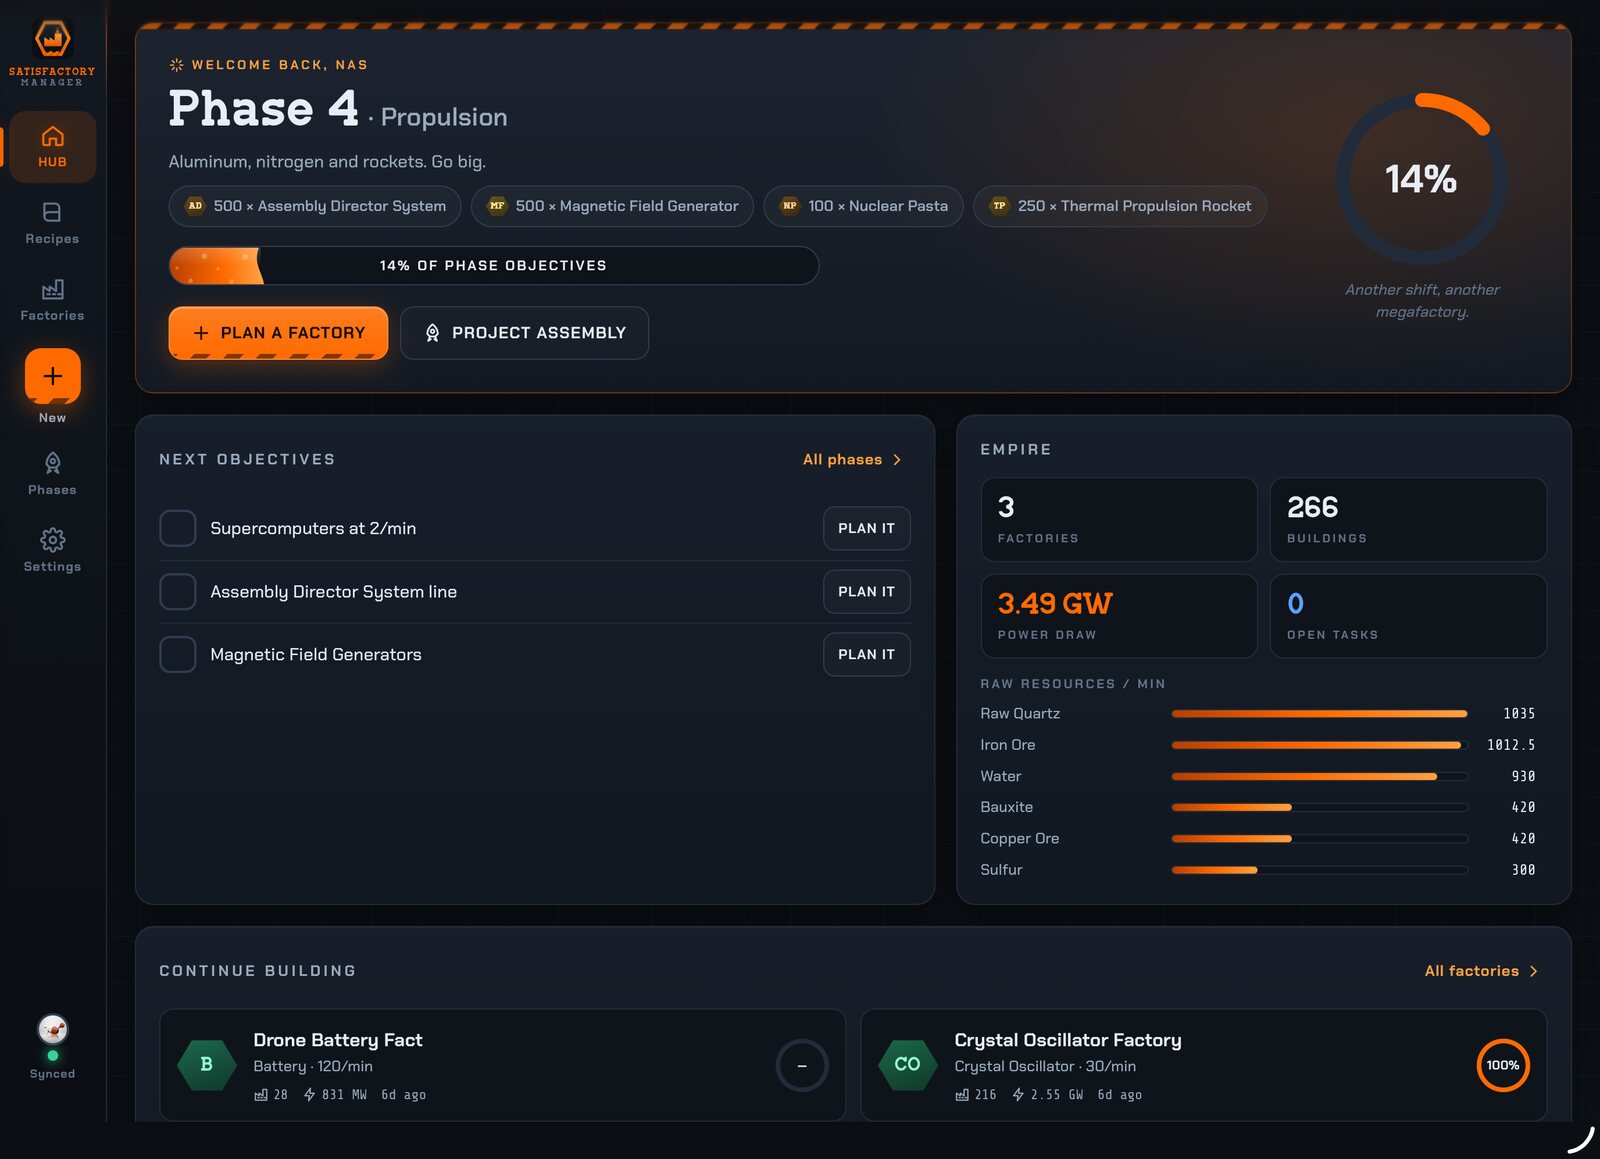 SATISFACTORY
MANAGER
HUB
Recipes
Factories
New
Phases
Settings
Synced
WELCOME BACK, NAS
Phase 4 · Propulsion
Aluminum, nitrogen and rockets. Go big.
AD 500 × Assembly Director System
MF 500 × Magnetic Field Generator
NP 100 × Nuclear Pasta
TP 250 × Thermal Propulsion Rocket
14% OF PHASE OBJECTIVES
PLAN A FACTORY
PROJECT ASSEMBLY
14%
Another shift, another
megafactory.
NEXT OBJECTIVES
All phases
Supercomputers at 2/min
PLAN IT
Assembly Director System line
PLAN IT
Magnetic Field Generators
PLAN IT
EMPIRE
3
FACTORIES
266
BUILDINGS
3.49 GW
POWER DRAW
0
OPEN TASKS
RAW RESOURCES / MIN
Raw Quartz 1035
Iron Ore 1012.5
Water 930
Bauxite 420
Copper Ore 420
Sulfur 300
CONTINUE BUILDING
All factories
B
Drone Battery Fact
Battery · 120/min
28 831 MW 6d ago
–
CO
Crystal Oscillator Factory
Crystal Oscillator · 30/min
216 2.55 GW 6d ago
100%